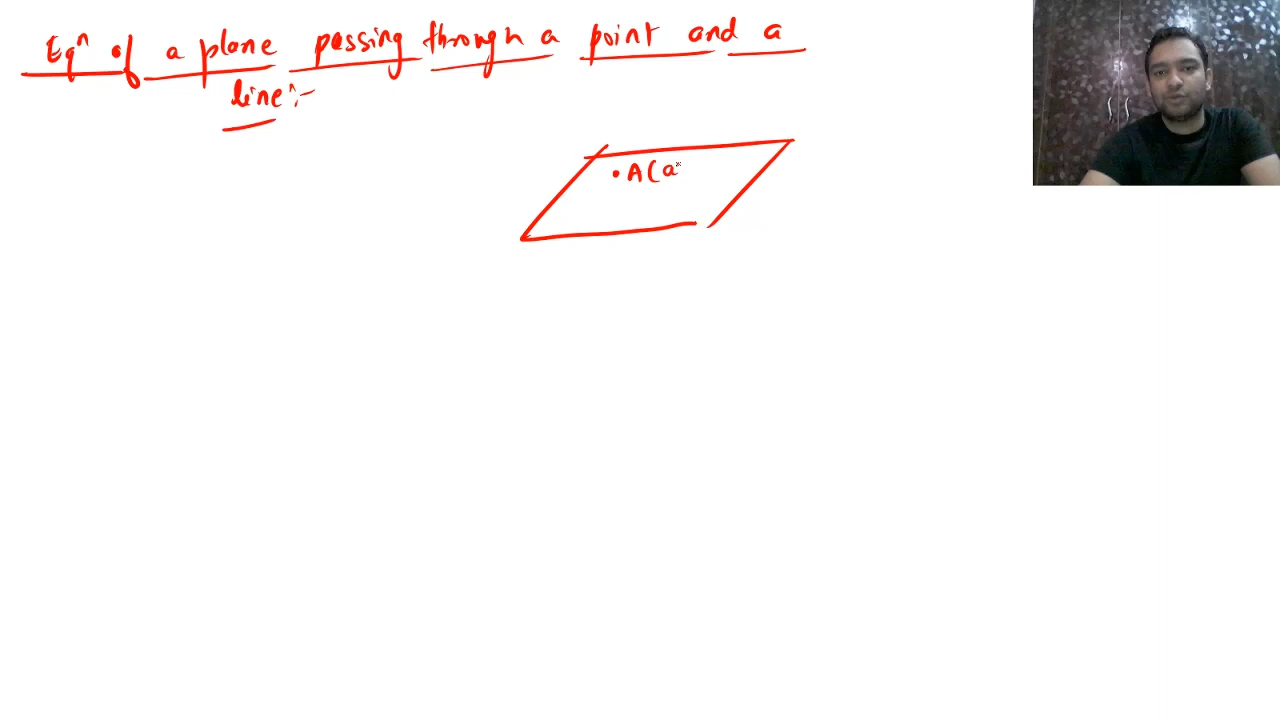 Eqⁿ of a plane passing through a point and a
line :-
• A(a